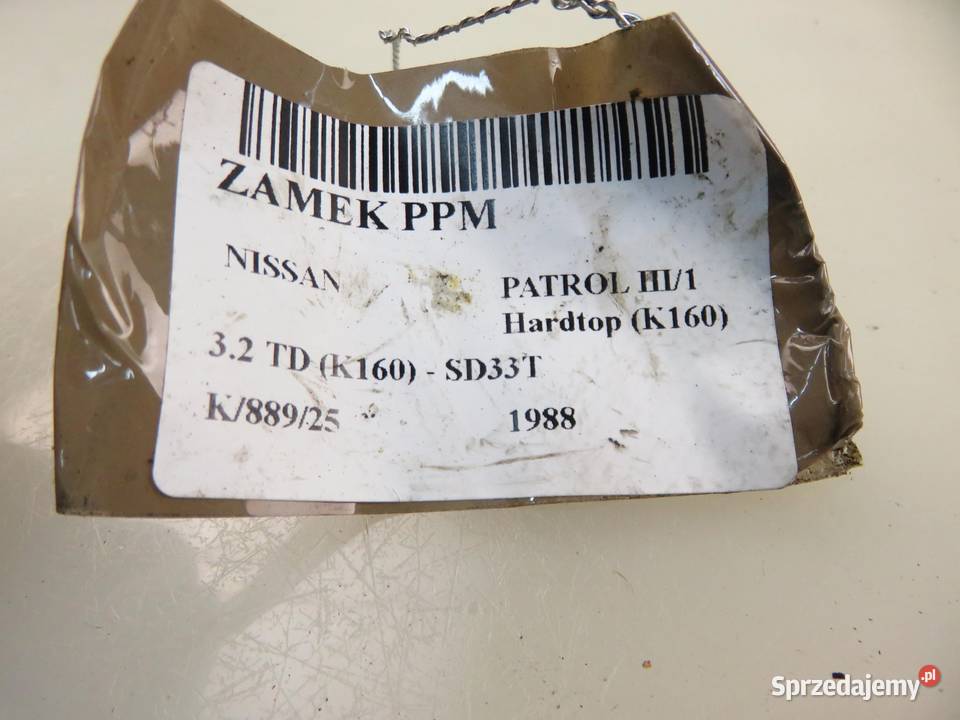 ZAMEK PPM
NISSAN
PATROL III/1
Hardtop (K160)
3.2 TD (K160) - SD33T
K/889/25
1988
Sprzedajemy.pl